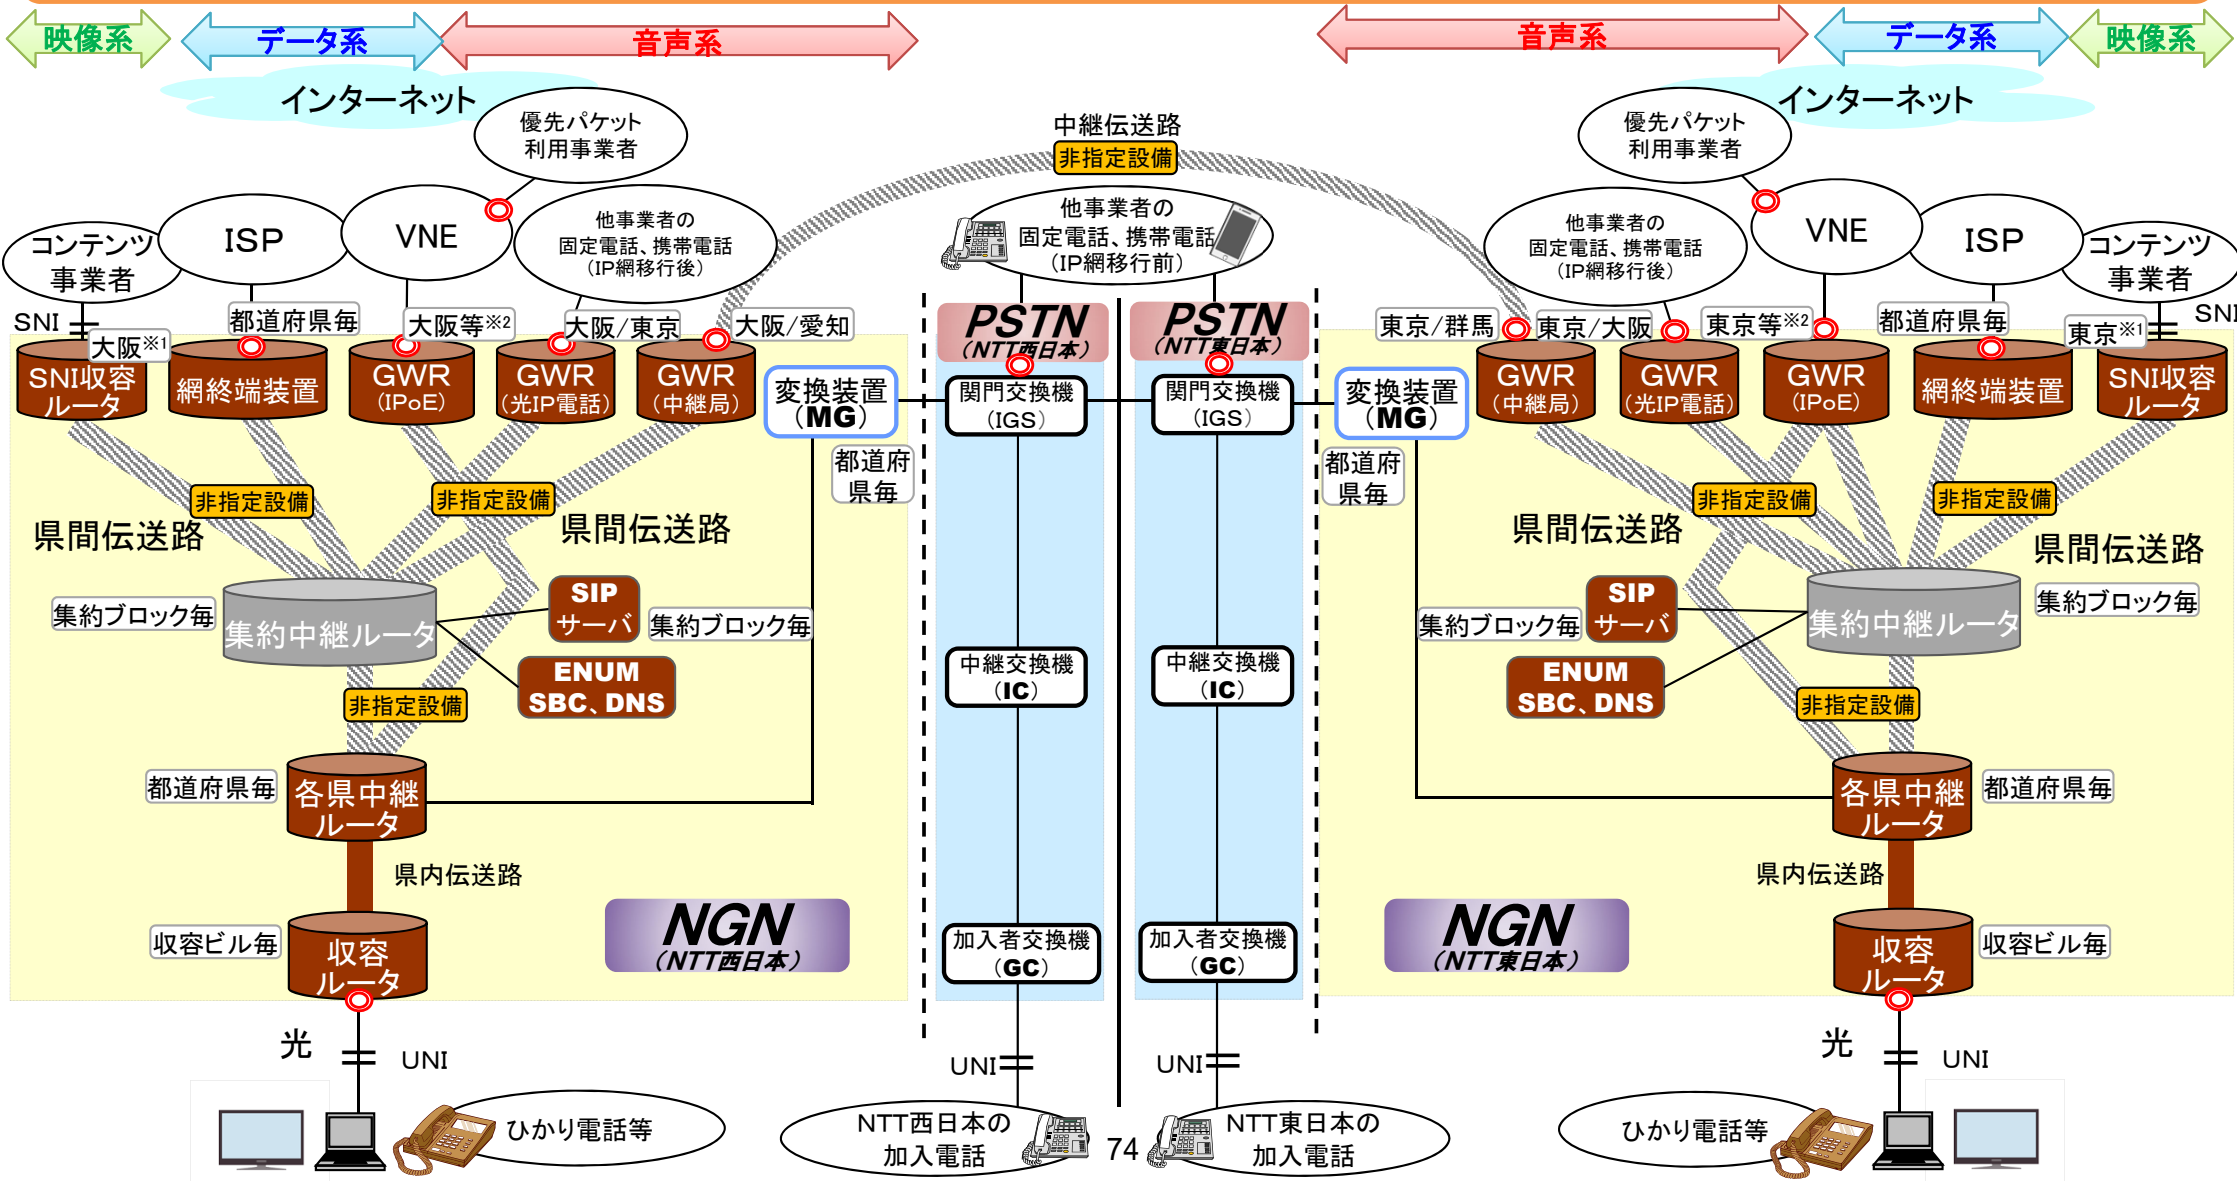 映像系
データ系
音声系
音声系
データ系
映像系
インターネット
インターネット
優先パケット
利用事業者
優先パケット
利用事業者
中継伝送路
非指定設備
コンテンツ
事業者
ISP
VNE
他事業者の
固定電話、携帯電話
(IP網移行後)
他事業者の
固定電話、携帯電話
(IP網移行前)
他事業者の
固定電話、携帯電話
(IP網移行後)
VNE
ISP
コンテンツ
事業者
SNI
大阪※1
都道府県毎
大阪等※2
大阪/東京
大阪/愛知
PSTN
(NTT西日本)
PSTN
(NTT東日本)
東京/群馬
東京/大阪
東京等※2
都道府県毎
東京※1
SNI
SNI収容
ルータ
網終端装置
GWR
(IPoE)
GWR
(光IP電話)
GWR
(中継局)
変換装置
(MG)
関門交換機
(IGS)
関門交換機
(IGS)
変換装置
(MG)
GWR
(中継局)
GWR
(光IP電話)
GWR
(IPoE)
網終端装置
SNI収容
ルータ
都道府
県毎
都道府
県毎
非指定設備
非指定設備
県間伝送路
県間伝送路
非指定設備
非指定設備
県間伝送路
県間伝送路
集約ブロック毎
集約中継ルータ
SIP
サーバ
集約ブロック毎
ENUM
SBC、DNS
非指定設備
中継交換機
(IC)
中継交換機
(IC)
集約ブロック毎
SIP
サーバ
集約中継ルータ
集約ブロック毎
ENUM
SBC、DNS
非指定設備
都道府県毎
各県中継
ルータ
各県中継
ルータ
都道府県毎
県内伝送路
県内伝送路
収容ビル毎
収容
ルータ
NGN
(NTT西日本)
加入者交換機
(GC)
加入者交換機
(GC)
NGN
(NTT東日本)
収容
ルータ
収容ビル毎
光
UNI
UNI
UNI
光
UNI
ひかり電話等
NTT西日本の
加入電話
74
NTT東日本の
加入電話
ひかり電話等